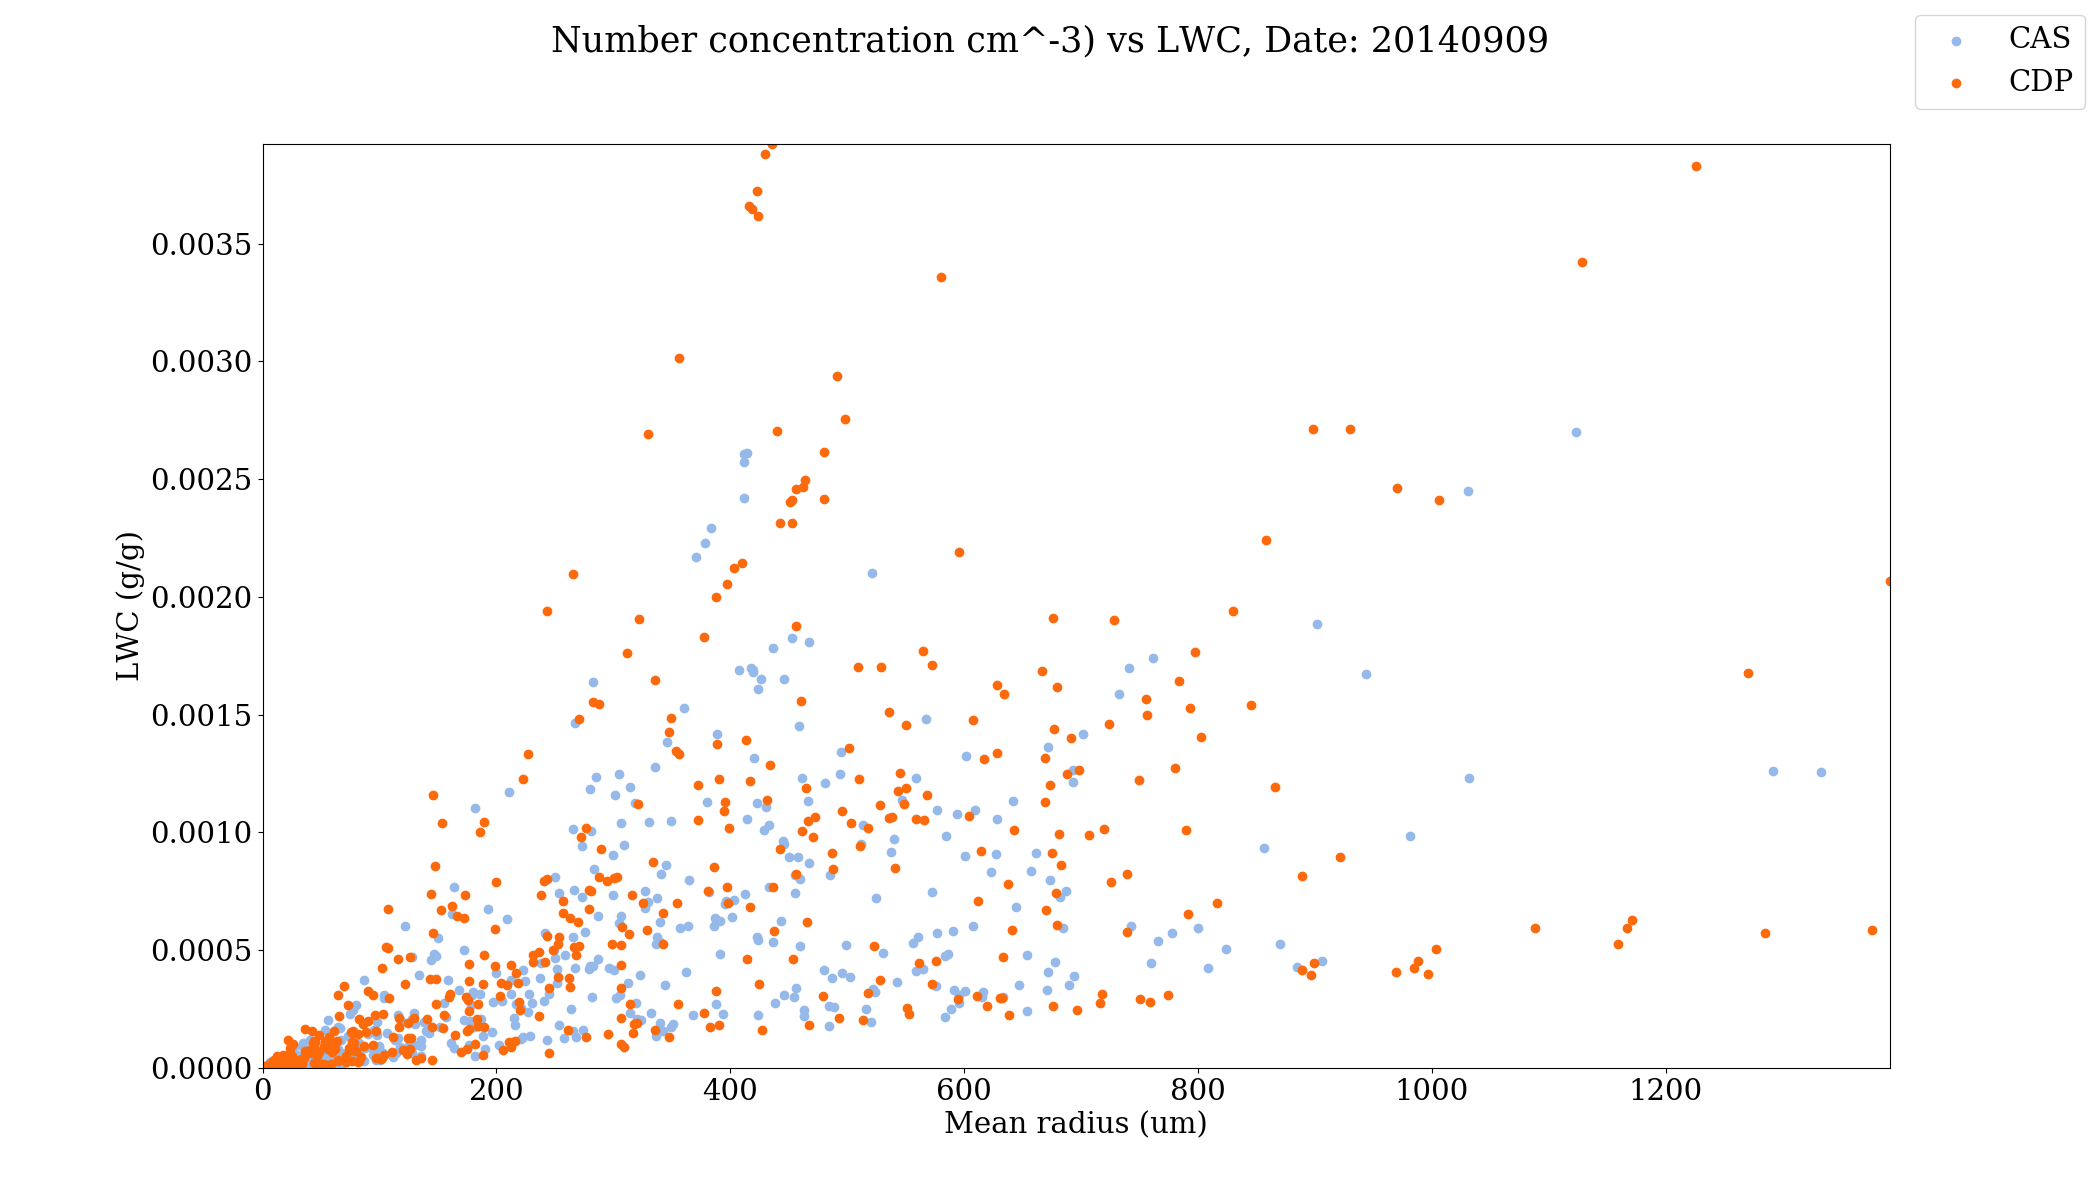 Number concentration cm^-3) vs LWC, Date: 20140909
CAS
CDP
0.0035
0.0030
0.0025
0.0020
0.0015
0.0010
0.0005
0.0000
LWC (g/g)
0 200 400 600 800 1000 1200
Mean radius (um)